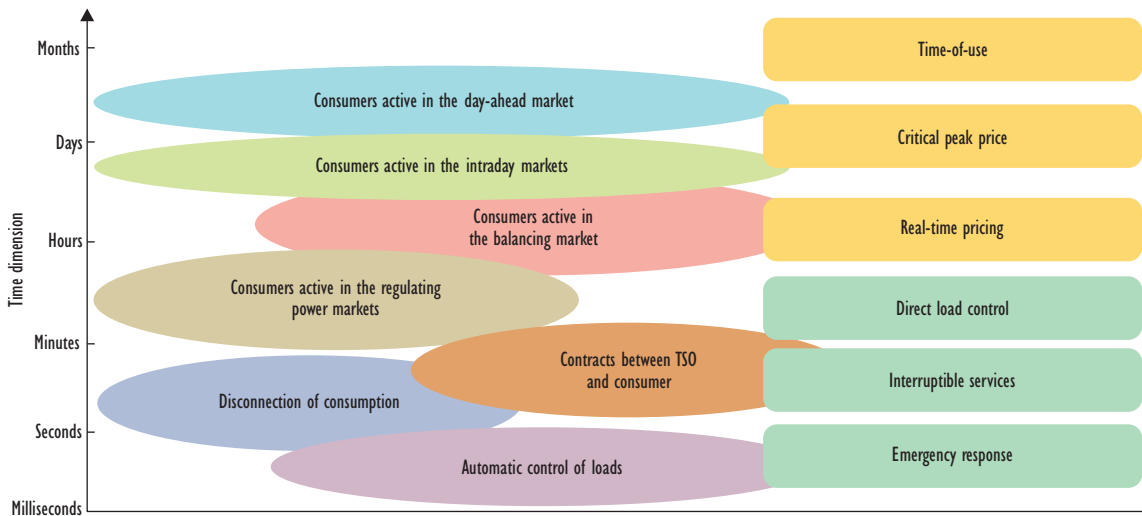 Months
Time-of-use
Consumers active in the day-ahead market
Critical peak price
Days
Consumers active in the intraday markets
Consumers active in
the balancing market
Real-time pricing
Hours
Time dimension
Consumers active in the regulating
power markets
Direct load control
Minutes
Contracts between TSO
and consumer
Interruptible services
Disconnection of consumption
Seconds
Emergency response
Automatic control of loads
Milliseconds